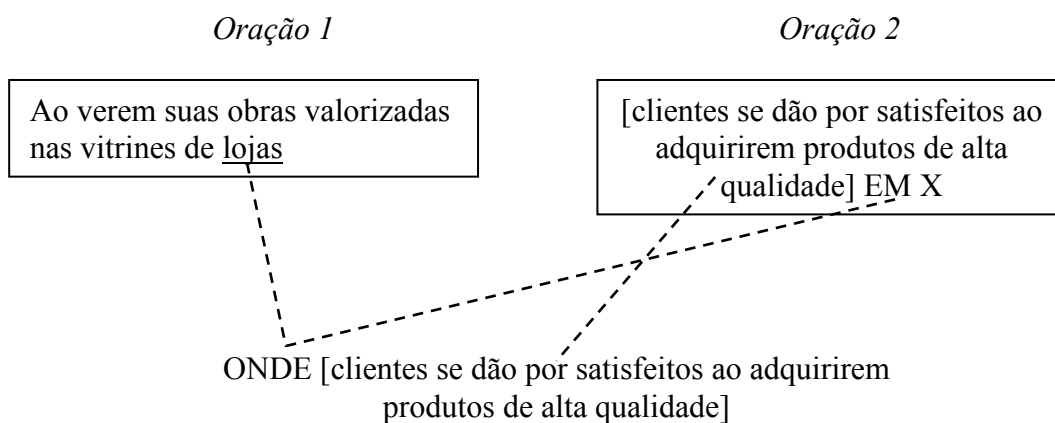 Oração 1
Oração 2
Ao verem suas obras valorizadas
nas vitrines de lojas
[clientes se dão por satisfeitos ao
adquirirem produtos de alta
qualidade] EM X
ONDE [clientes se dão por satisfeitos ao adquirirem
produtos de alta qualidade]